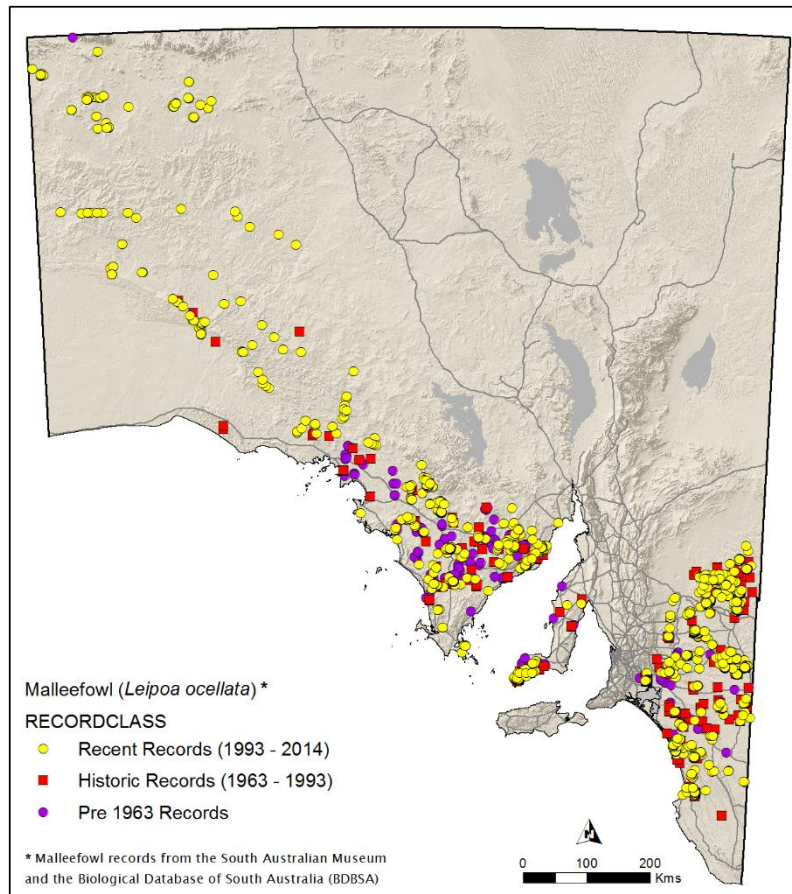 Malleefowl (Leipoa ocellata) *
RECORDCLASS
Recent Records (1993 - 2014)
Historic Records (1963 - 1993)
Pre 1963 Records
* Malleefowl records from the South Australian Museum
and the Biological Database of South Australia (BDBSA)
N
0 100 200
Kms